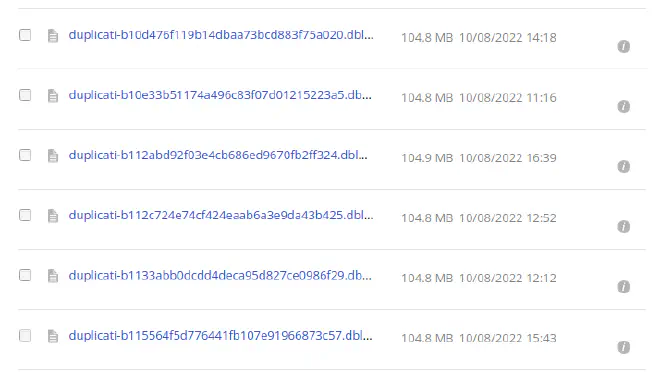 duplicati-b10d476f119b14dbaa73bcd883f75a020.dbl... 104.8 MB 10/08/2022 14:18
duplicati-b10e33b51174a496c83f07d01215223a5.db... 104.8 MB 10/08/2022 11:16
duplicati-b112abd92f03e4cb686ed9670fb2ff324.dbl... 104.9 MB 10/08/2022 16:39
duplicati-b112c724e74cf424eaab6a3e9da43b425.dbl... 104.8 MB 10/08/2022 12:52
duplicati-b1133abb0dcdd4deca95d827ce0986f29.db... 104.8 MB 10/08/2022 12:12
duplicati-b115564f5d776441fb107e91966873c57.dbl... 104.8 MB 10/08/2022 15:43